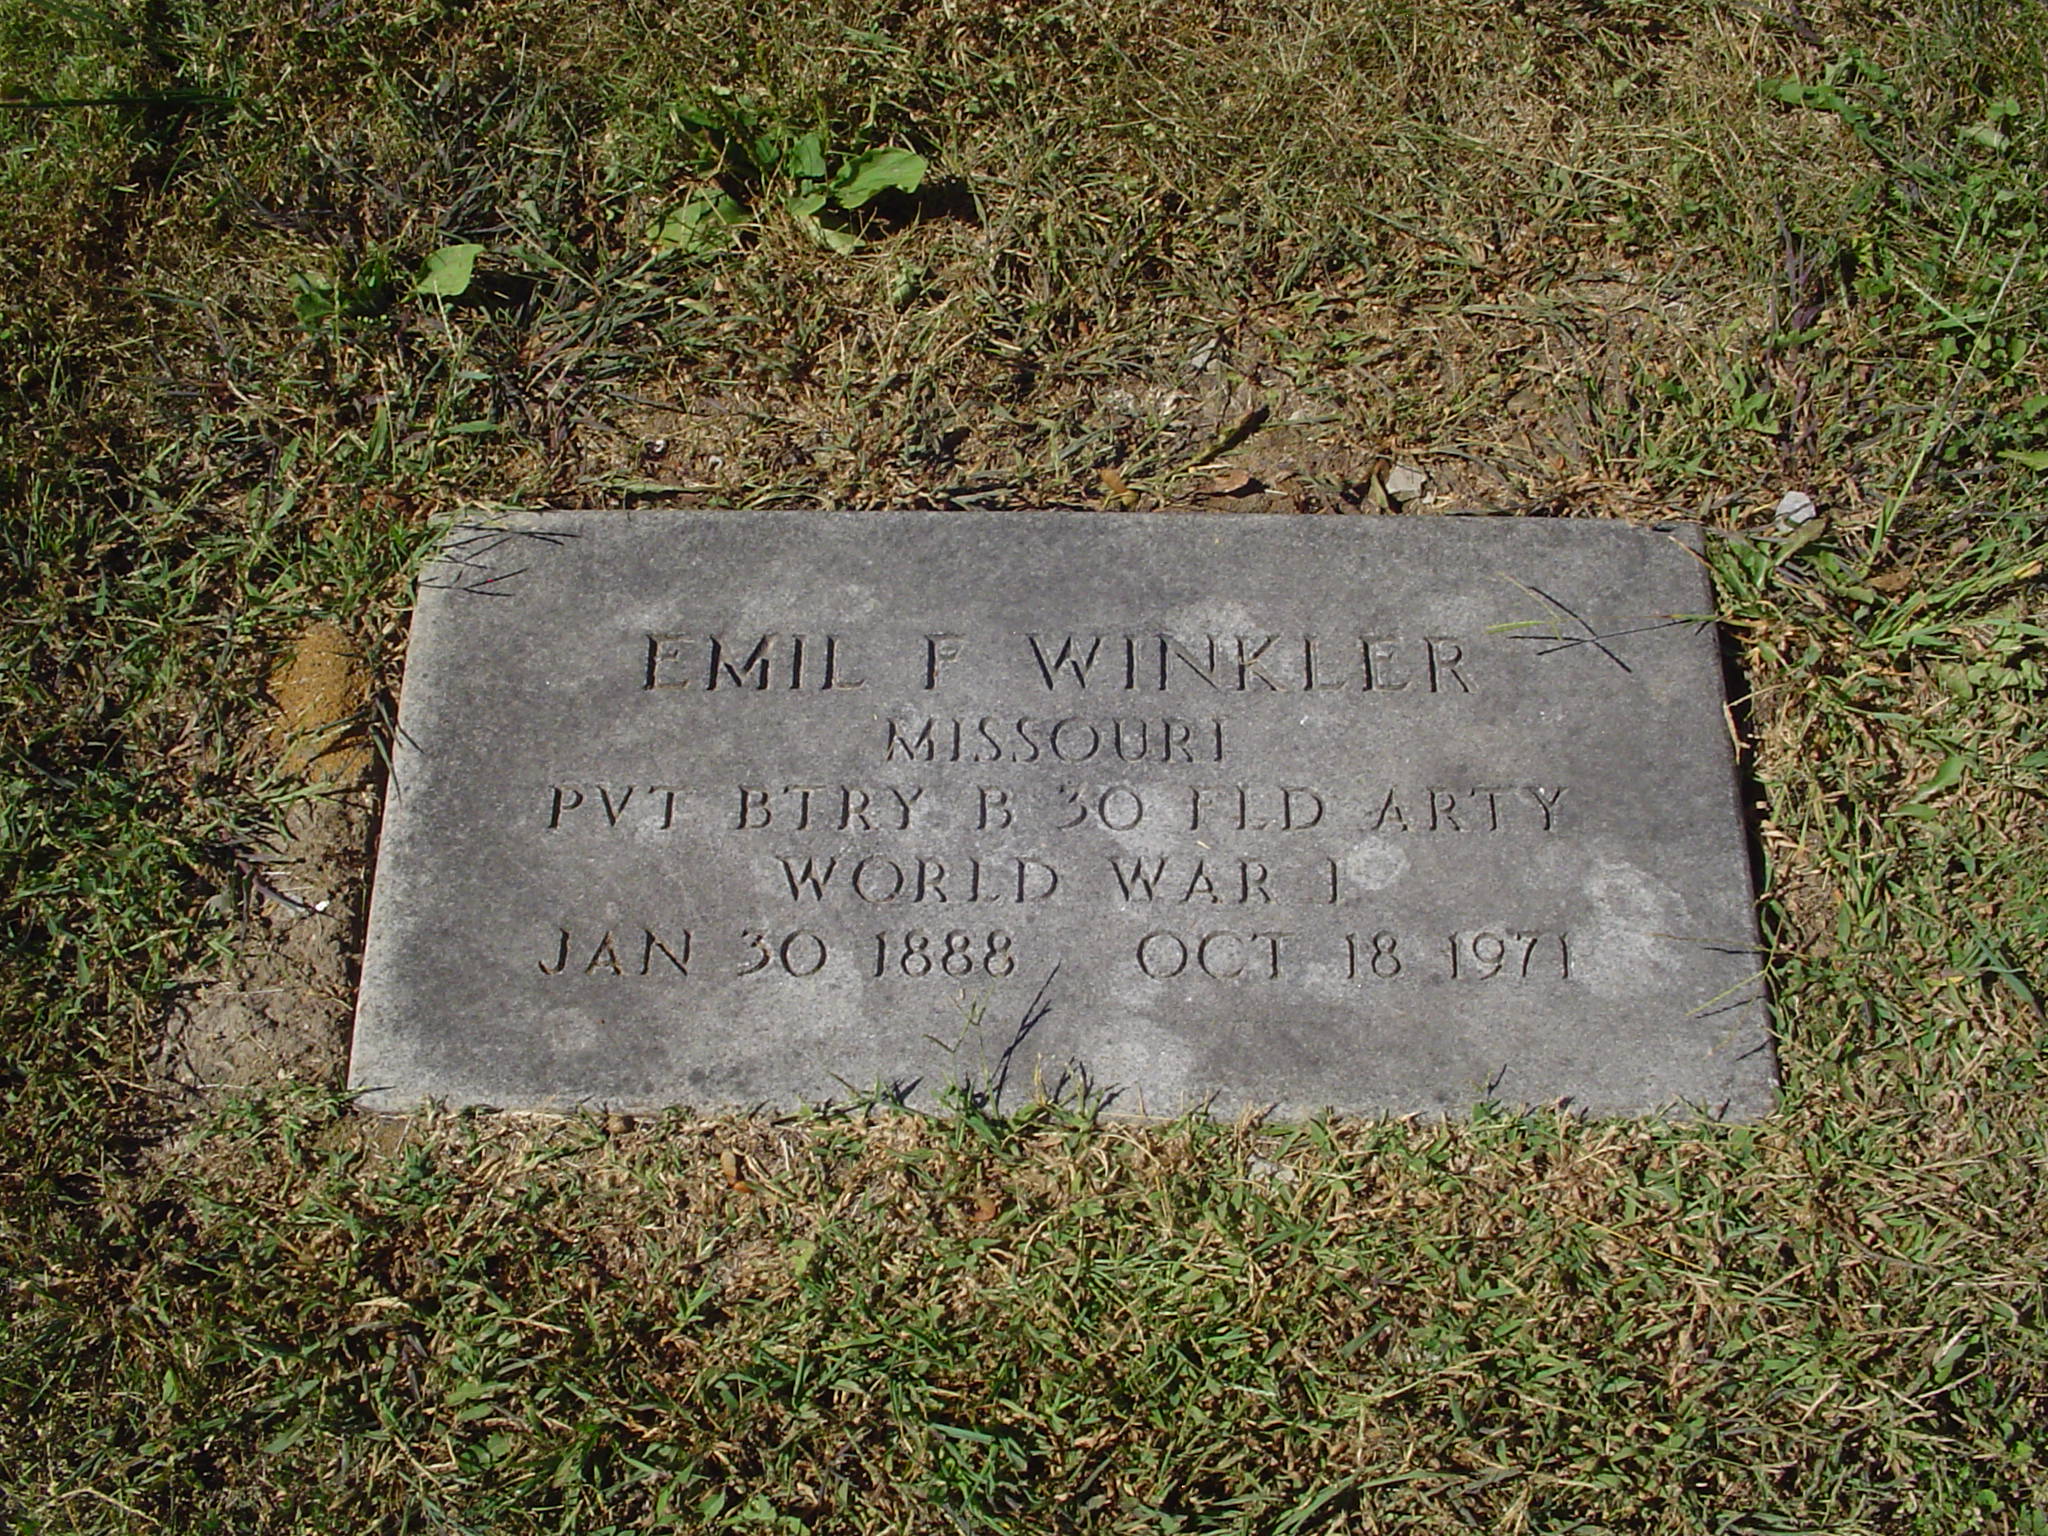 EMIL F WINKLER
MISSOURI
PVT BTRY B 30 FLD ARTY
WORLD WAR I
JAN 30 1888 OCT 18 1971